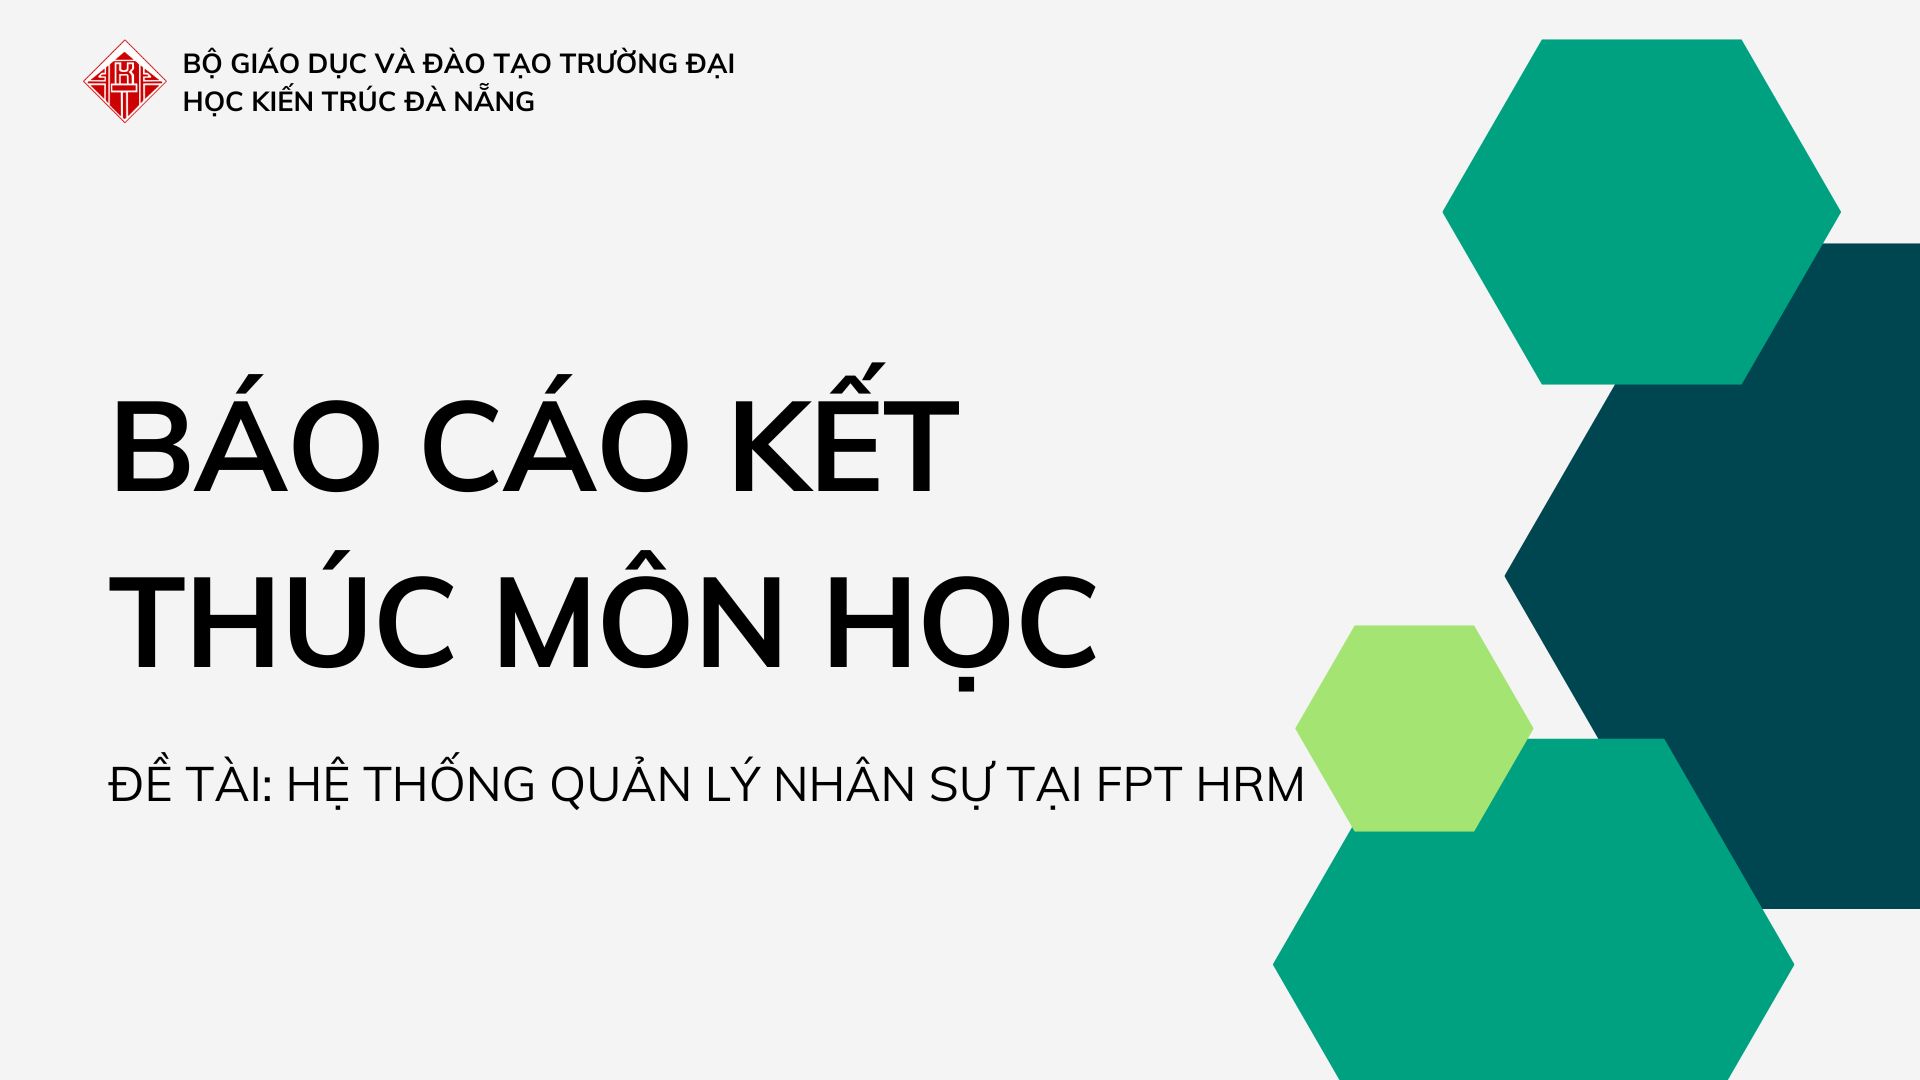 BỘ GIÁO DỤC VÀ ĐÀO TẠO TRƯỜNG ĐẠI
HỌC KIẾN TRÚC ĐÀ NẴNG
BÁO CÁO KẾT
THÚC MÔN HỌC
ĐỀ TÀI: HỆ THỐNG QUẢN LÝ NHÂN SỰ TẠI FPT HRM